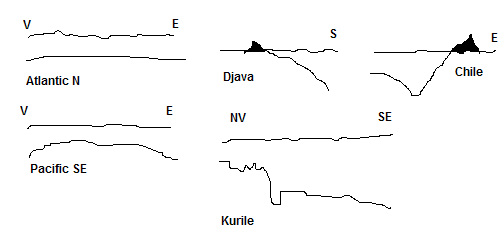 V E
Atlantic N
S
Djava
E
Chile
V E
Pacific SE
NV SE
Kurile